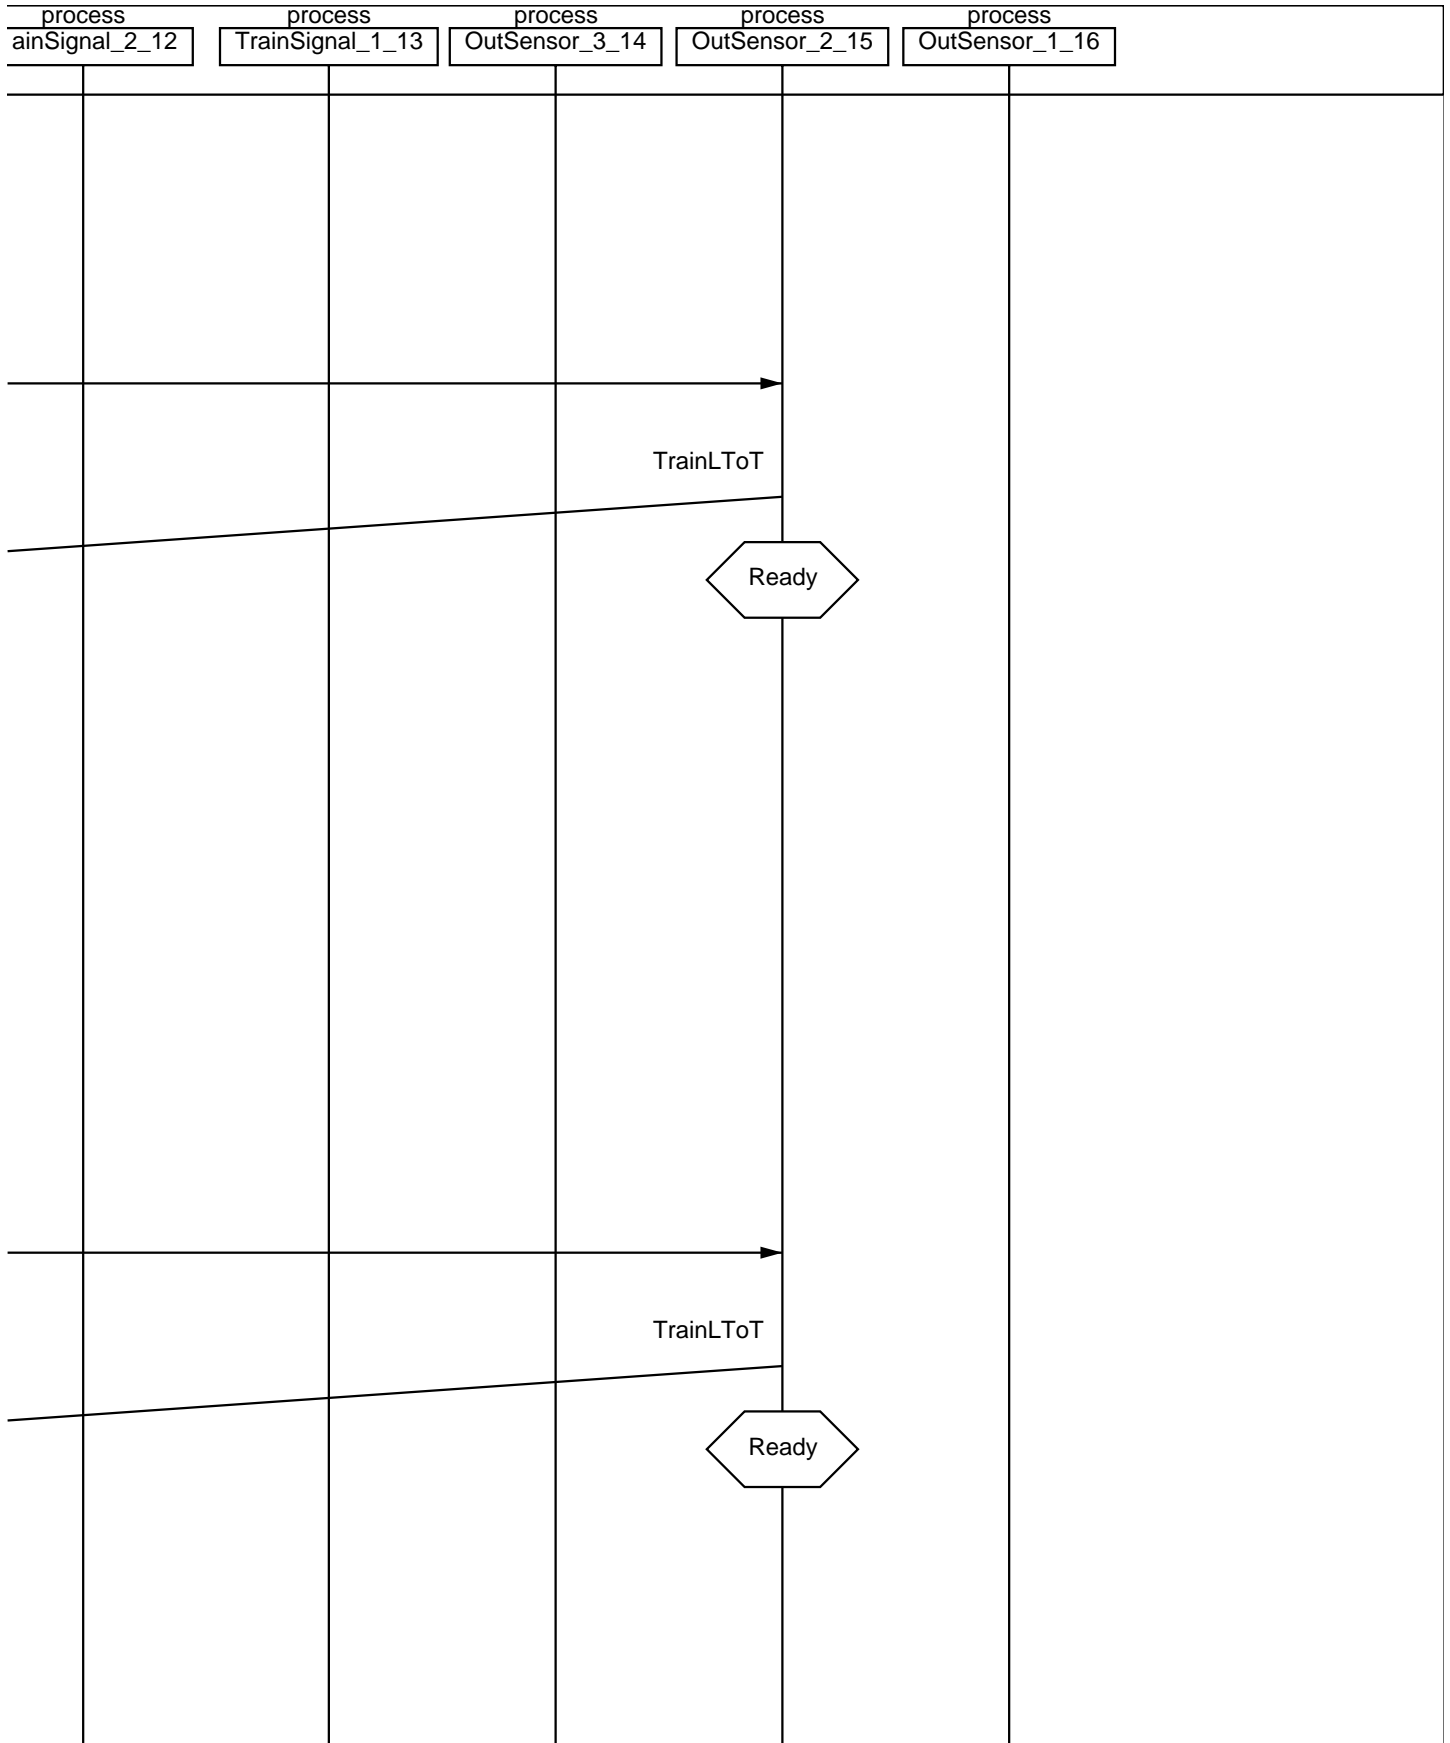 process process process process process
ainSignal_2_12 TrainSignal_1_13 OutSensor_3_14 OutSensor_2_15 OutSensor_1_16
TrainLToT
Ready
TrainLToT
Ready